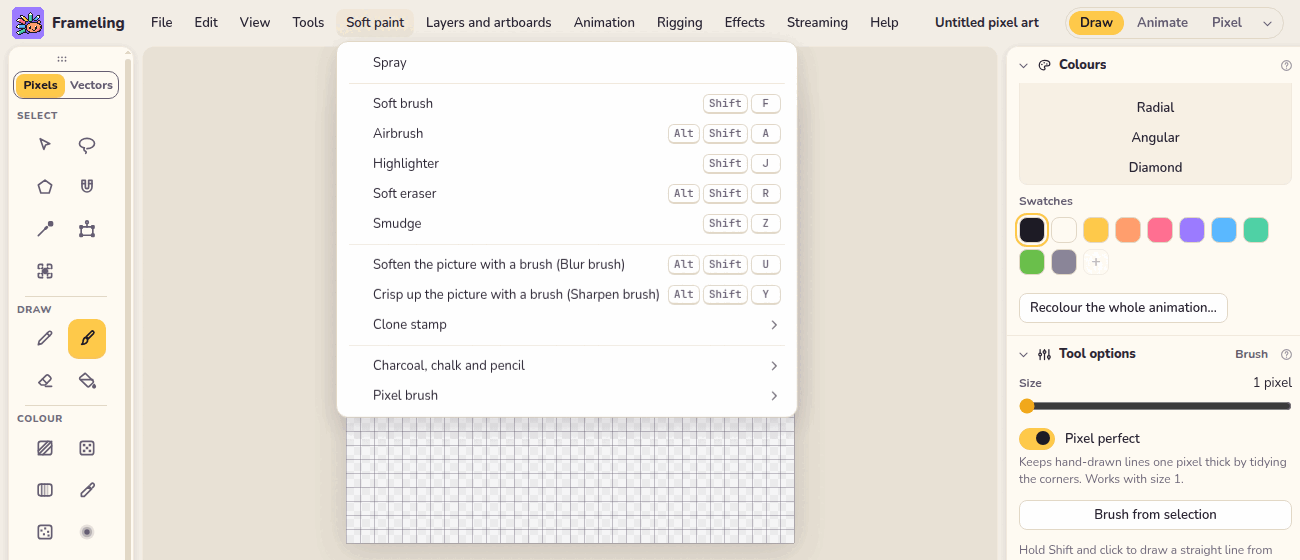 Frameling
File Edit View Tools Soft paint Layers and artboards Animation Rigging Effects Streaming Help
Untitled pixel art
Draw Animate Pixel
Pixels Vectors
SELECT
DRAW
COLOUR
Spray
Soft brush Shift F
Airbrush Alt Shift A
Highlighter Shift J
Soft eraser Alt Shift R
Smudge Shift Z
Soften the picture with a brush (Blur brush) Alt Shift U
Crisp up the picture with a brush (Sharpen brush) Alt Shift Y
Clone stamp
Charcoal, chalk and pencil
Pixel brush
Colours ?
Radial
Angular
Diamond
Swatches
+
Recolour the whole animation...
Tool options Brush ?
Size 1 pixel
Pixel perfect
Keeps hand-drawn lines one pixel thick by tidying
the corners. Works with size 1.
Brush from selection
Hold Shift and click to draw a straight line from